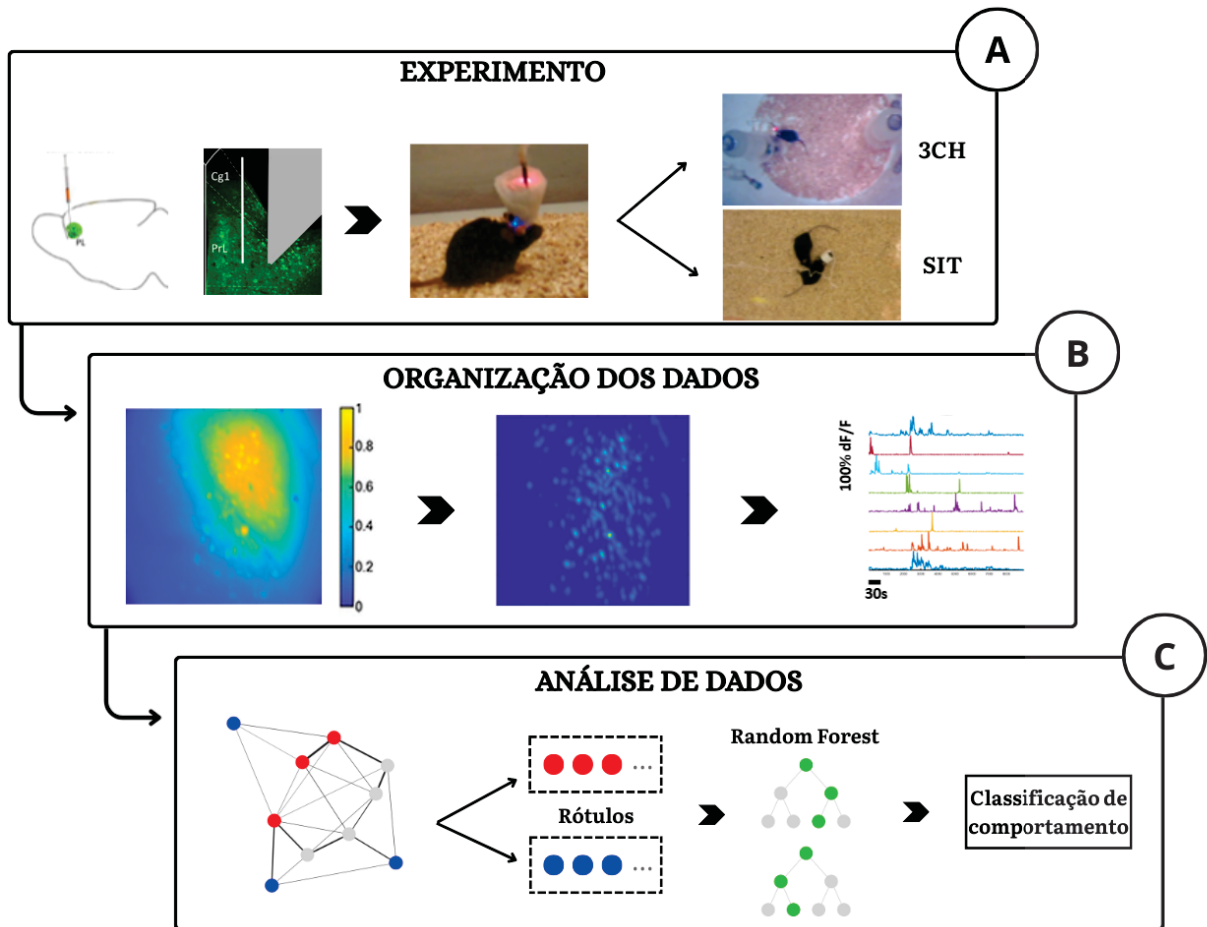 A
EXPERIMENTO
PL
Cg1
PrL
3CH
SIT
B
ORGANIZAÇÃO DOS DADOS
1
0.8
0.6
0.4
0.2
0
100% dF/F
30s
C
ANÁLISE DE DADOS
...
Rótulos
...
Random Forest
Classificação de
comportamento